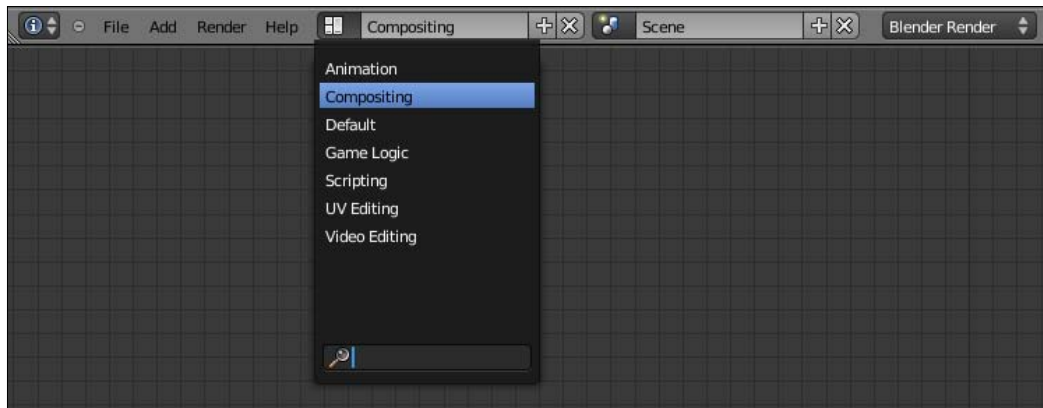 File Add Render Help Compositing Scene Blender Render
Animation
Compositing
Default
Game Logic
Scripting
UV Editing
Video Editing